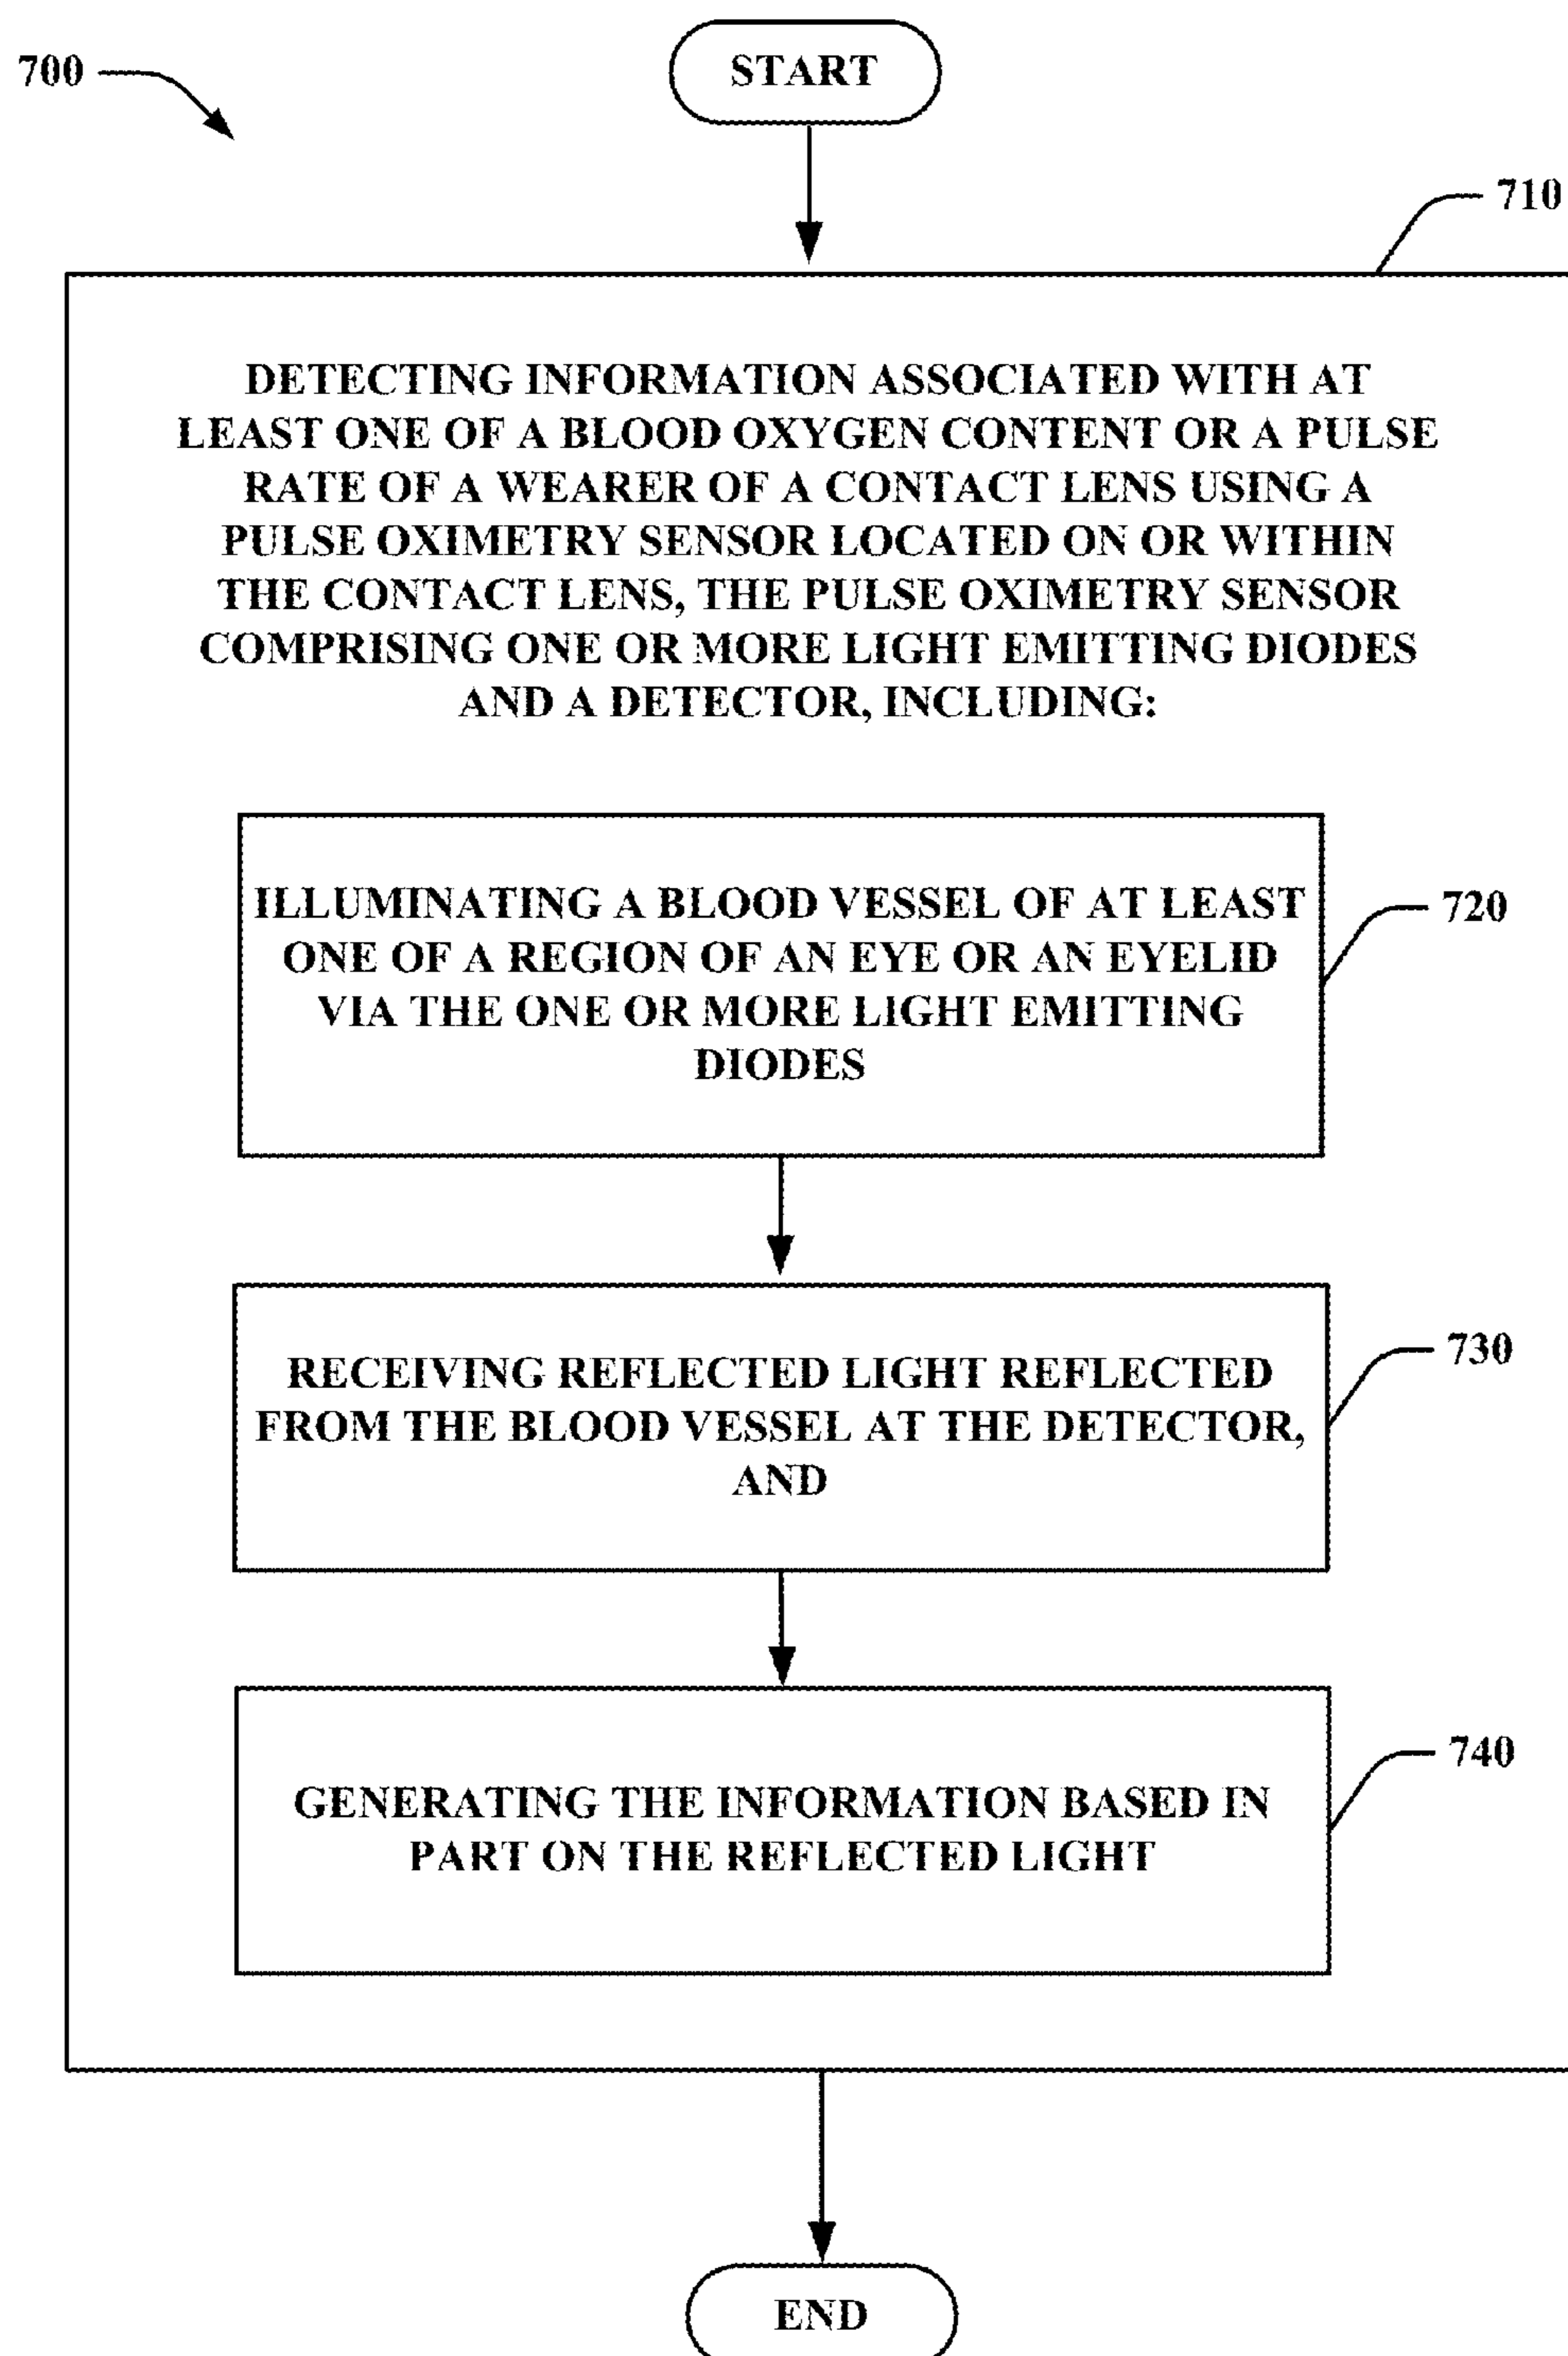 700
START
710
DETECTING INFORMATION ASSOCIATED WITH AT
LEAST ONE OF A BLOOD OXYGEN CONTENT OR A PULSE
RATE OF A WEARER OF A CONTACT LENS USING A
PULSE OXIMETRY SENSOR LOCATED ON OR WITHIN
THE CONTACT LENS, THE PULSE OXIMETRY SENSOR
COMPRISING ONE OR MORE LIGHT EMITTING DIODES
AND A DETECTOR, INCLUDING:
ILLUMINATING A BLOOD VESSEL OF AT LEAST
ONE OF A REGION OF AN EYE OR AN EYELID
VIA THE ONE OR MORE LIGHT EMITTING
DIODES
720
RECEIVING REFLECTED LIGHT REFLECTED
FROM THE BLOOD VESSEL AT THE DETECTOR,
AND
730
GENERATING THE INFORMATION BASED IN
PART ON THE REFLECTED LIGHT
740
END